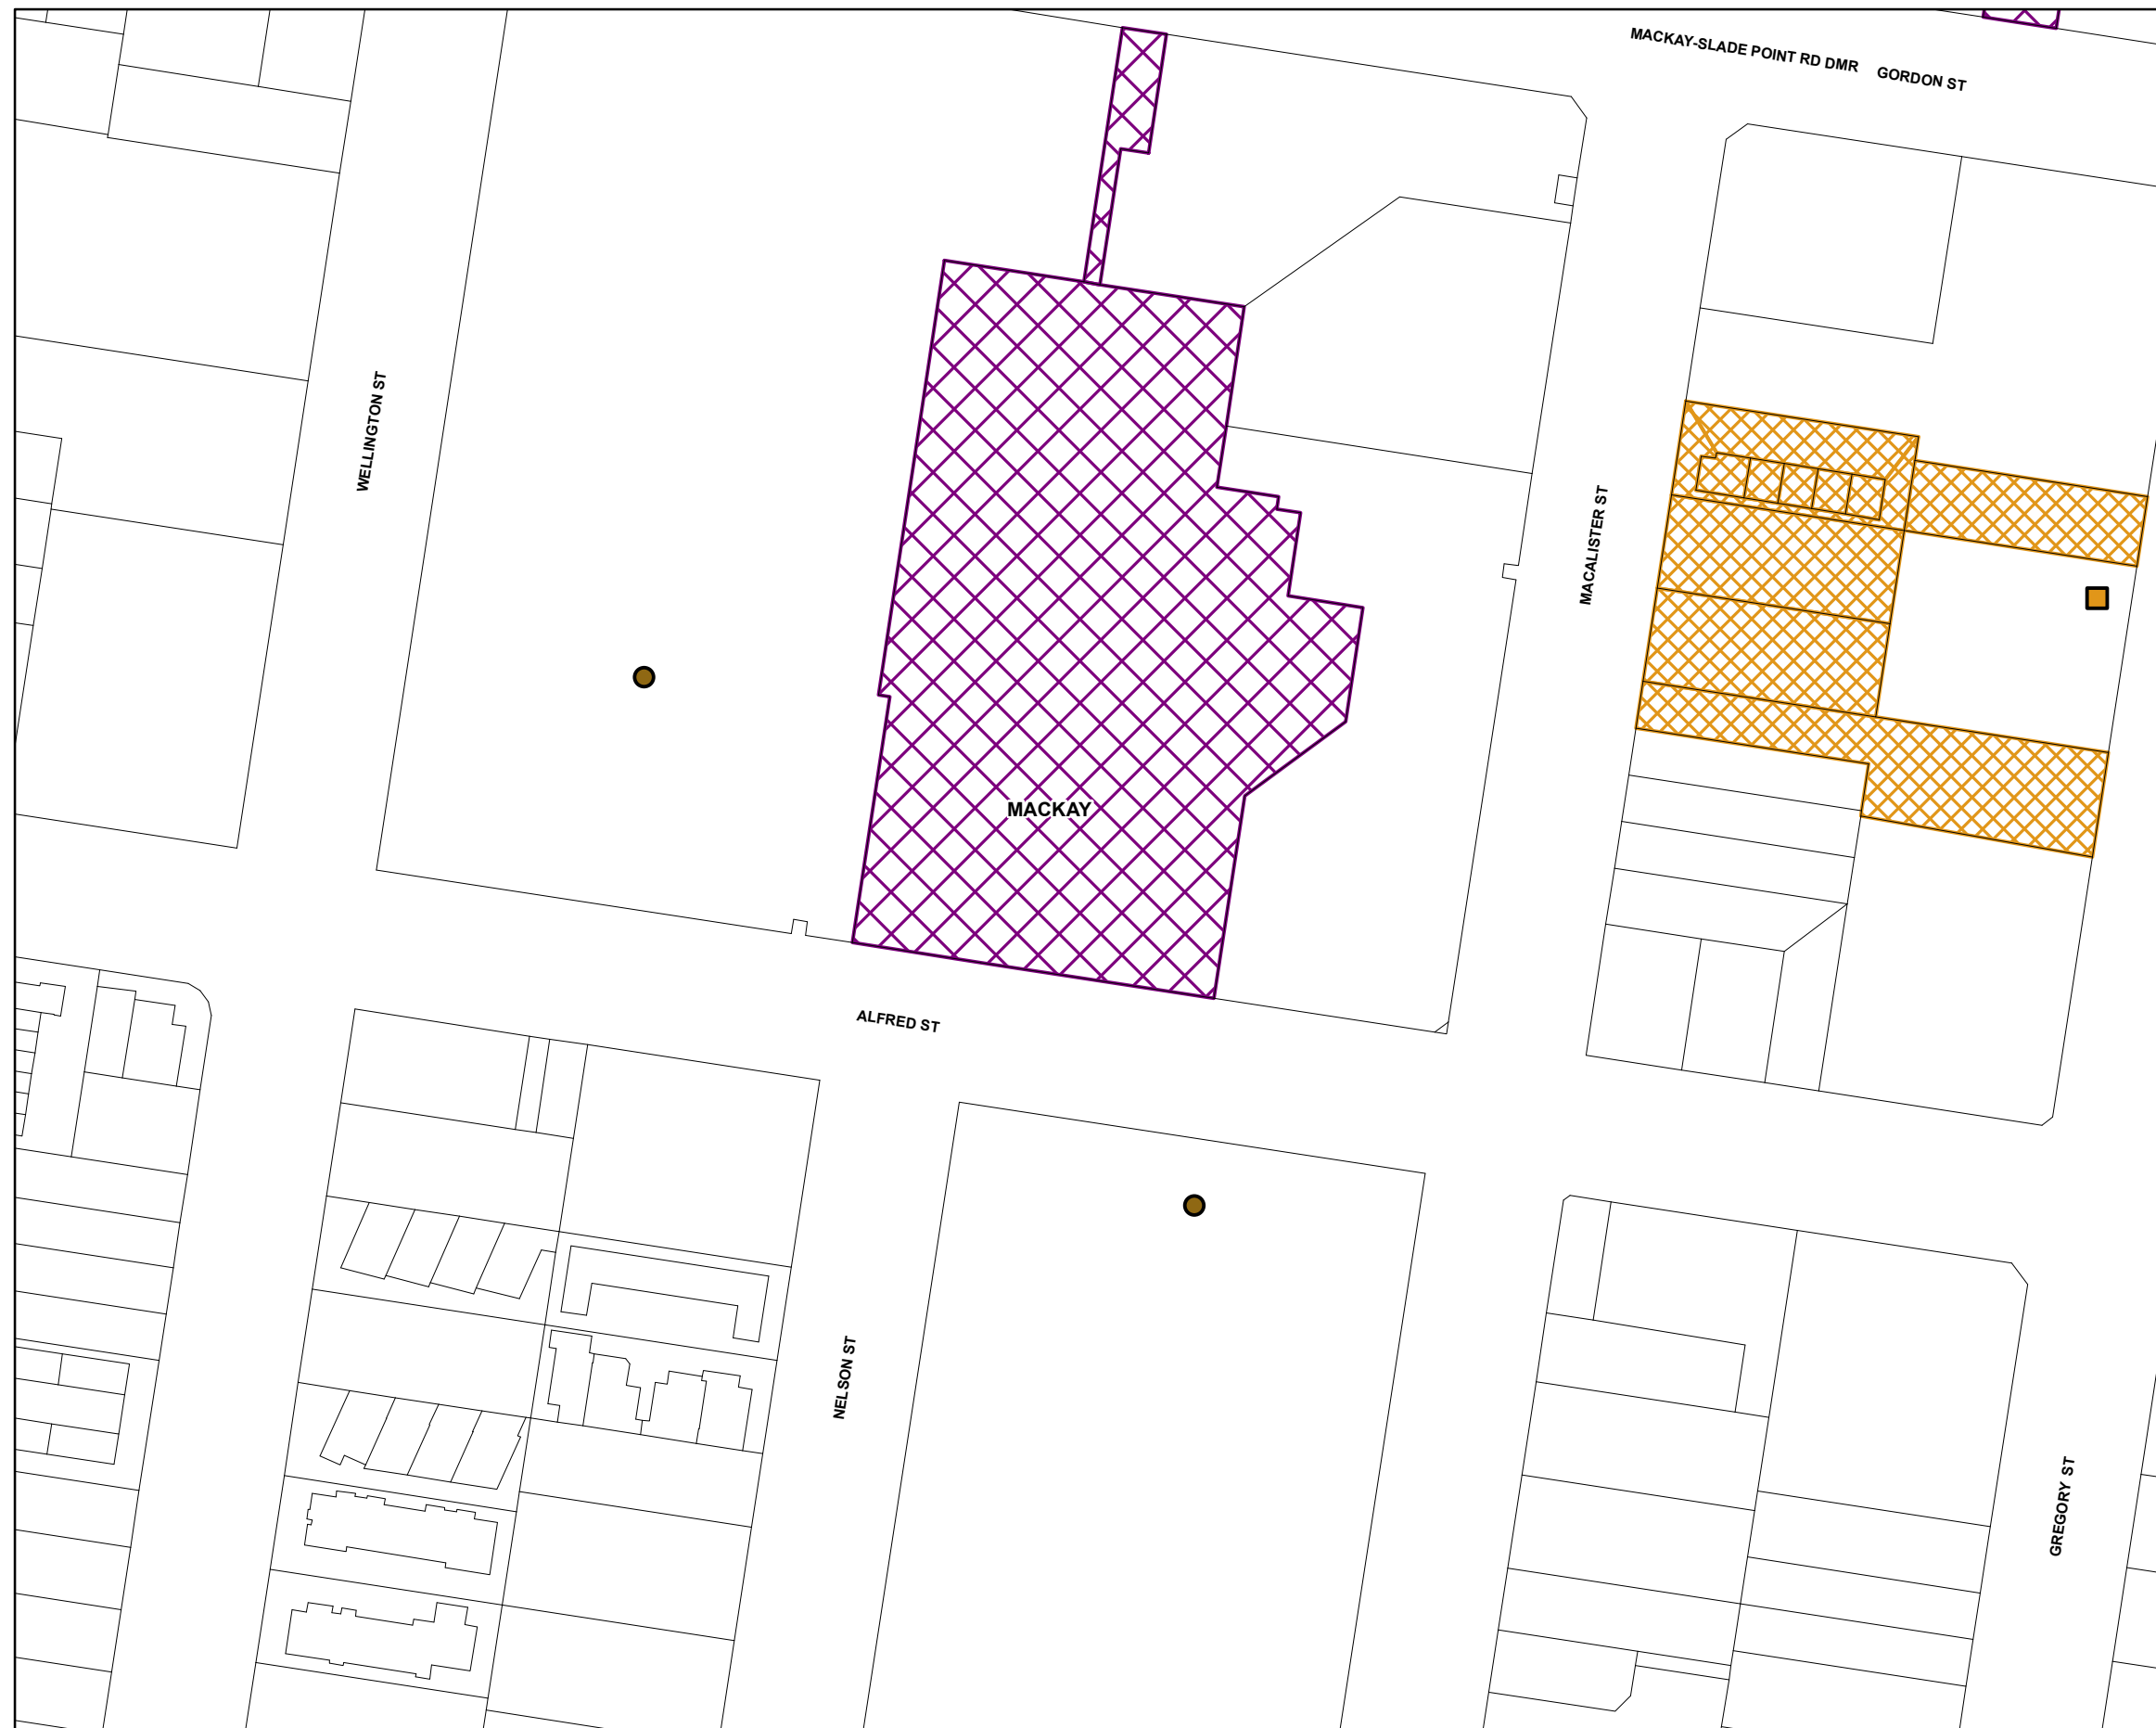 MACKAY-SLADE POINT RD DMR
GORDON ST
WELLINGTON ST
MACALISTER ST
MACKAY
ALFRED ST
NELSON ST
GREGORY ST